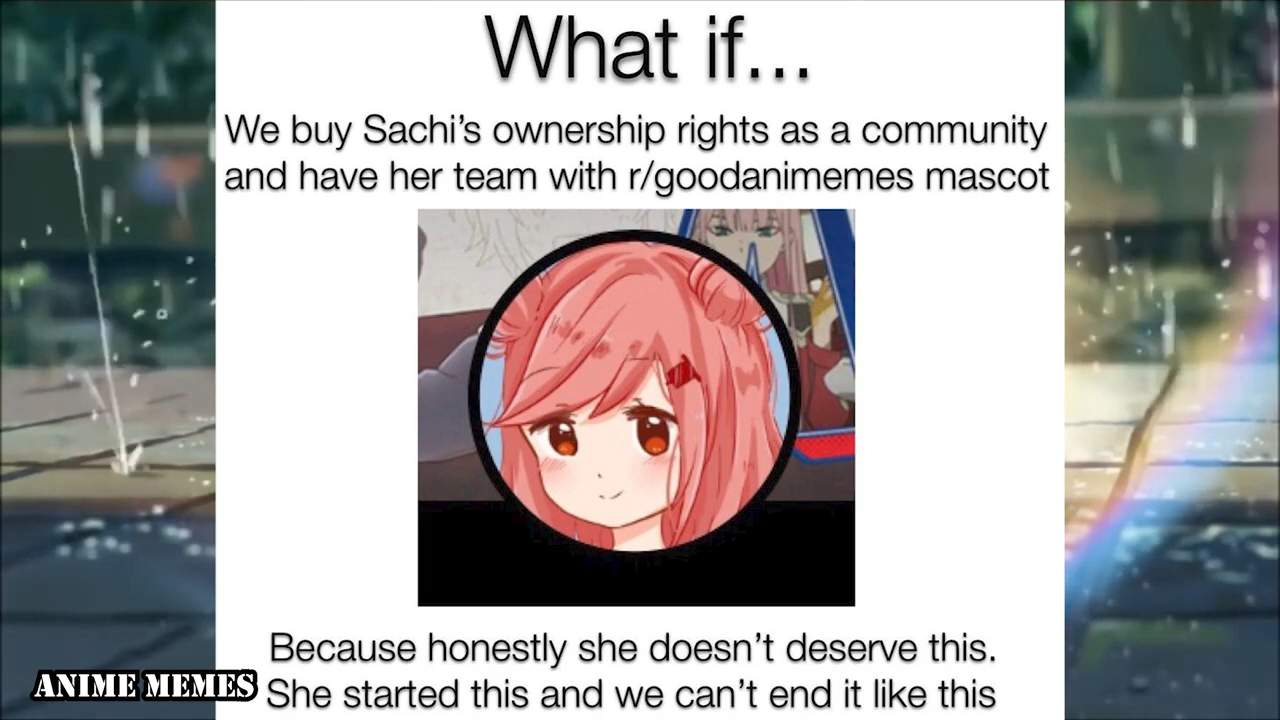 What if...
We buy Sachi’s ownership rights as a community
and have her team with r/goodanimemes mascot
Because honestly she doesn’t deserve this.
She started this and we can’t end it like this
ANIME MEMES